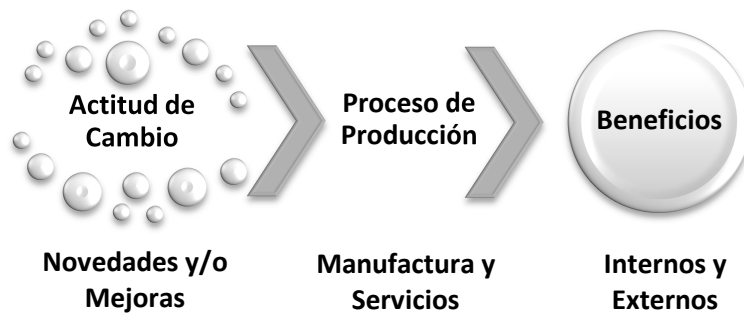 Actitud de
Cambio
Proceso de
Producción
Beneficios
Novedades y/o
Mejoras
Manufactura y
Servicios
Internos y
Externos